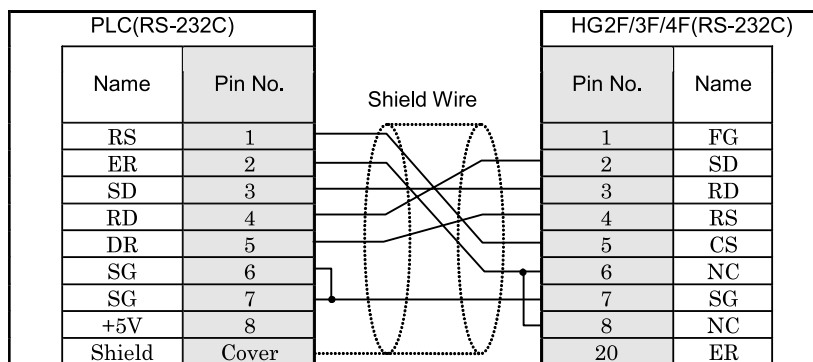 PLC(RS-232C) HG2F/3F/4F(RS-232C)
Name Pin No. Shield Wire Pin No. Name
RS 1 1 FG
ER 2 2 SD
SD 3 3 RD
RD 4 4 RS
DR 5 5 CS
SG 6 6 NC
SG 7 7 SG
+5V 8 8 NC
Shield Cover 20 ER